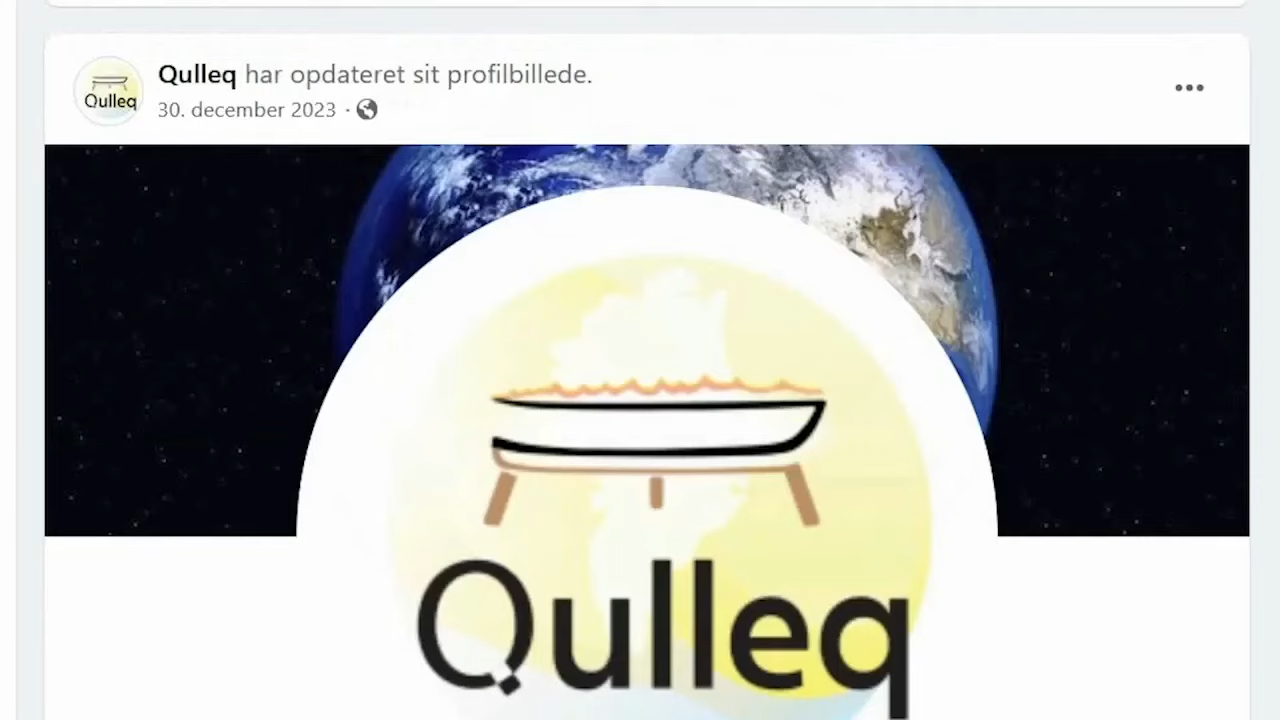 Qulleq har opdateret sit profilbillede.
30. december 2023 ·
Qulleq
Qulleq